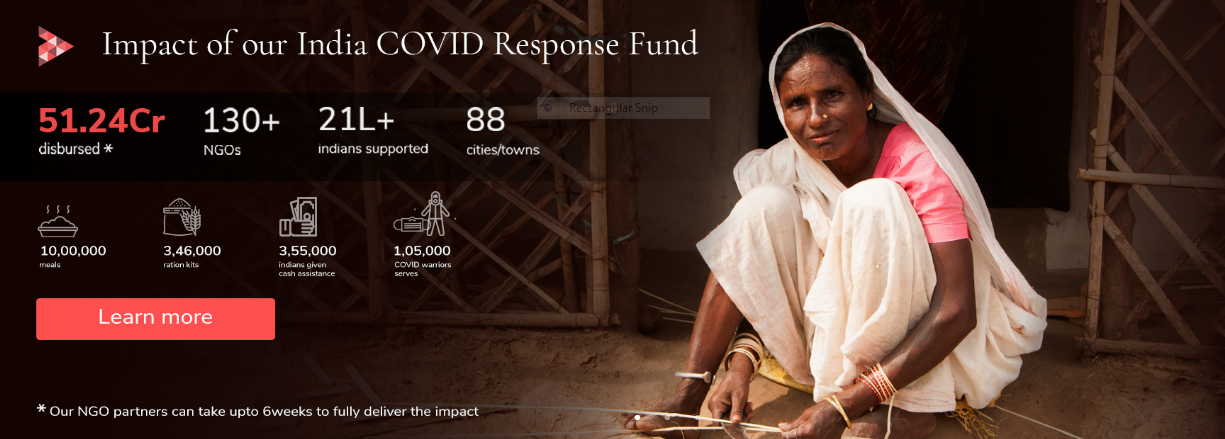 Impact of our India COVID Response Fund
© - Rectangular Snip
51.24Cr 130+ 21L+ 88
disbursed * NGOs indians supported cities/towns
10,00,000 3,46,000 3,55,000 1,05,000
meals ration kits indians given COVID warriors
cash assistance serves
Learn more
* Our NGO partners can take upto 6weeks to fully deliver the impact